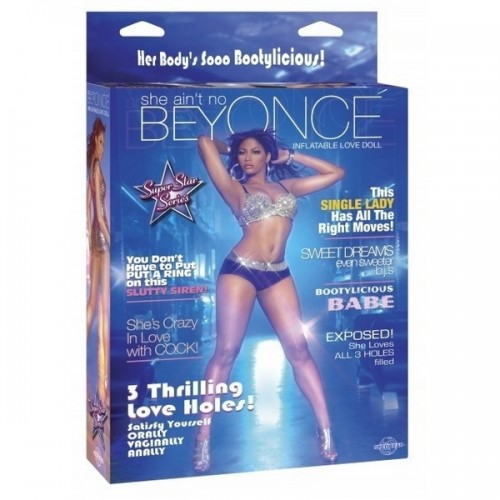 Her Body's Sooo Bootylicious!
she ain't no
BEYONCÉ
INFLATABLE LOVE DOLL
Super Star
Series
This
SINGLE LADY
Has All The
Right Moves!
You Don't
Have to Put
PUT A RING
on this
SLUTTY SIREN!
SWEET DREAMS
even sweeter
bj.s
BOOTYLICIOUS
BABE
She's Crazy
In Love
with COCK!
EXPOSED!
She Loves
ALL 3 HOLES
filled
3 Thrilling
Love Holes!
Satisfy Yourself
ORALLY
VAGINALLY
ANALLY